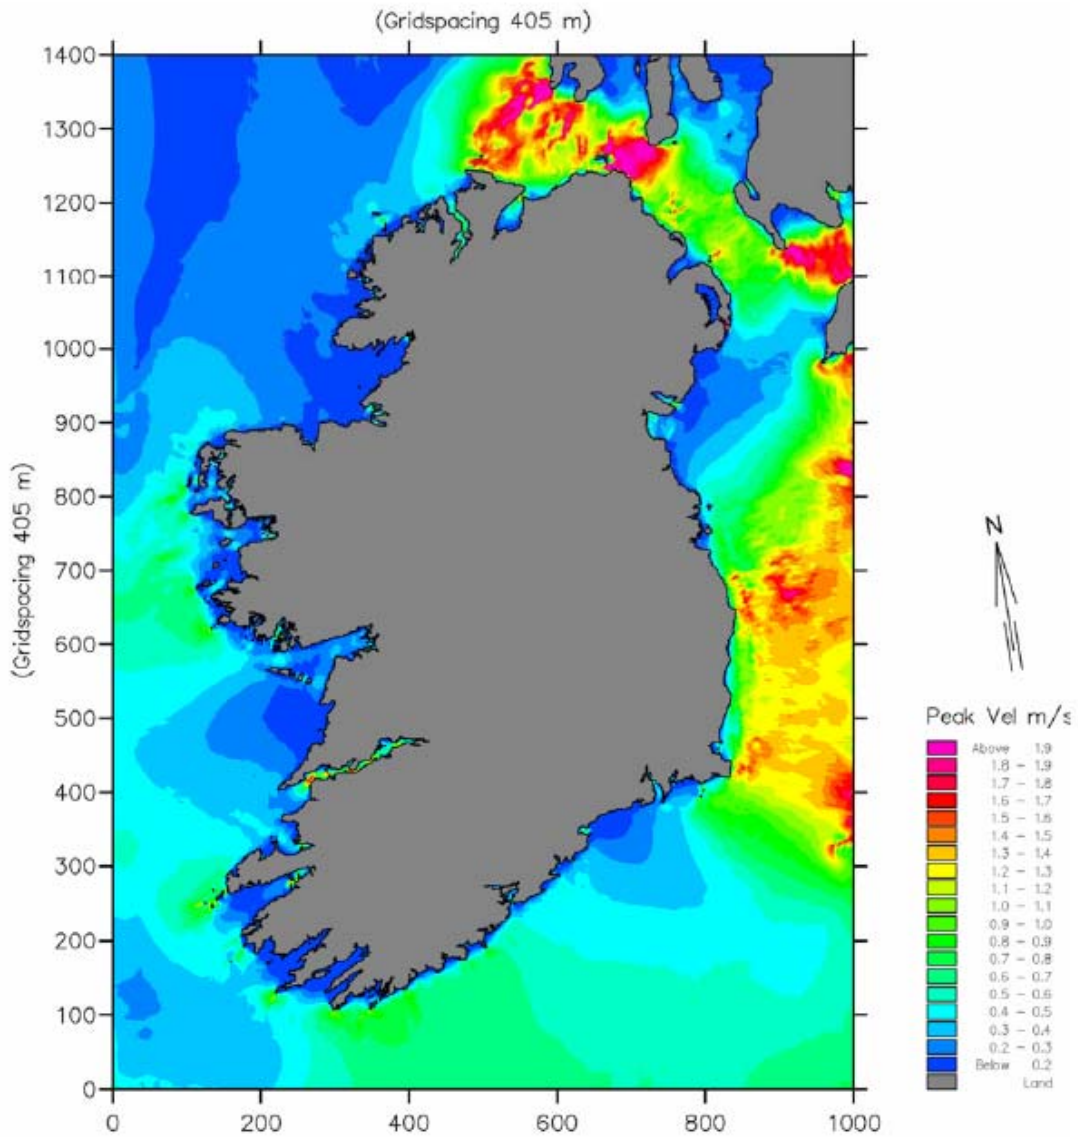 (Gridspacing 405 m)
1400
1300
1200
1100
1000
900
800
700
600
500
400
300
200
100
0
(Gridspacing 405 m)
0 200 400 600 800 1000
N
Peak Vel m/s
Above 1.9
1.8 - 1.9
1.7 - 1.8
1.6 - 1.7
1.5 - 1.6
1.4 - 1.5
1.3 - 1.4
1.2 - 1.3
1.1 - 1.2
1.0 - 1.1
0.9 - 1.0
0.8 - 0.9
0.7 - 0.8
0.6 - 0.7
0.5 - 0.6
0.4 - 0.5
0.3 - 0.4
0.2 - 0.3
Below 0.2
Land